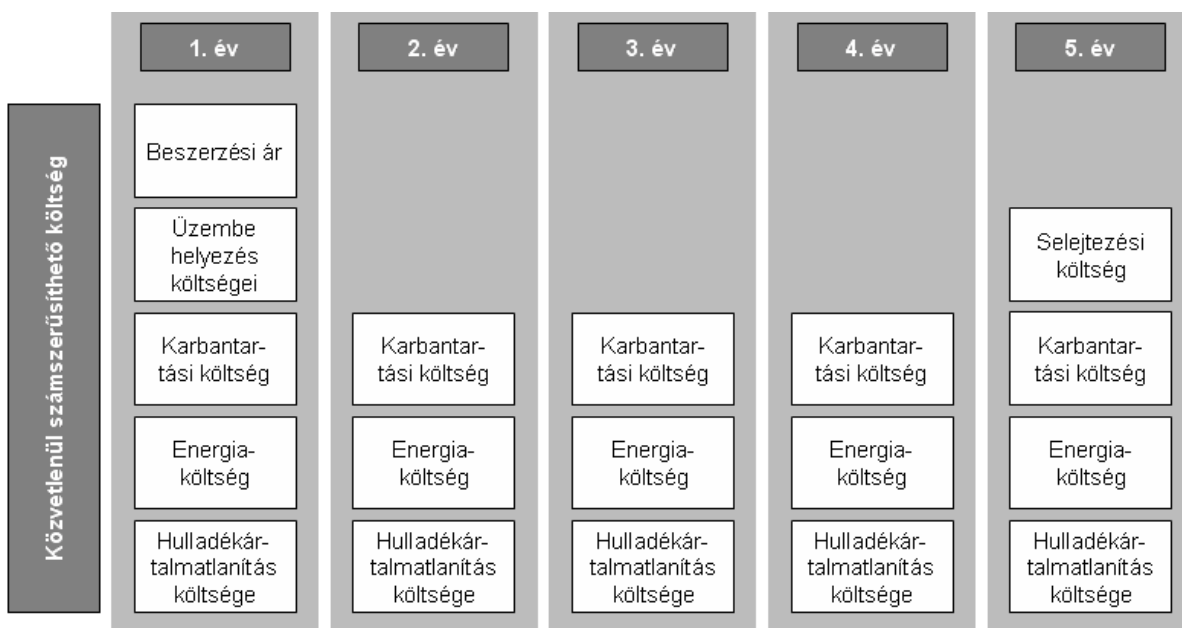 1. év
2. év
3. év
4. év
5. év
Közvetlenül számszerűsíthető költség
Beszerzési ár
Üzembe
helyezés
költségei
Karbantar-
tási költség
Energia-
költség
Hulladékár-
talmatlanítás
költsége
Karbantar-
tási költség
Energia-
költség
Hulladékár-
talmatlanítás
költsége
Karbantar-
tási költség
Energia-
költség
Hulladékár-
talmatlanítás
költsége
Karbantar-
tási költség
Energia-
költség
Hulladékár-
talmatlanítás
költsége
Selejtezési
költség
Karbantar-
tási költség
Energia-
költség
Hulladékár-
talmatlanítás
költsége